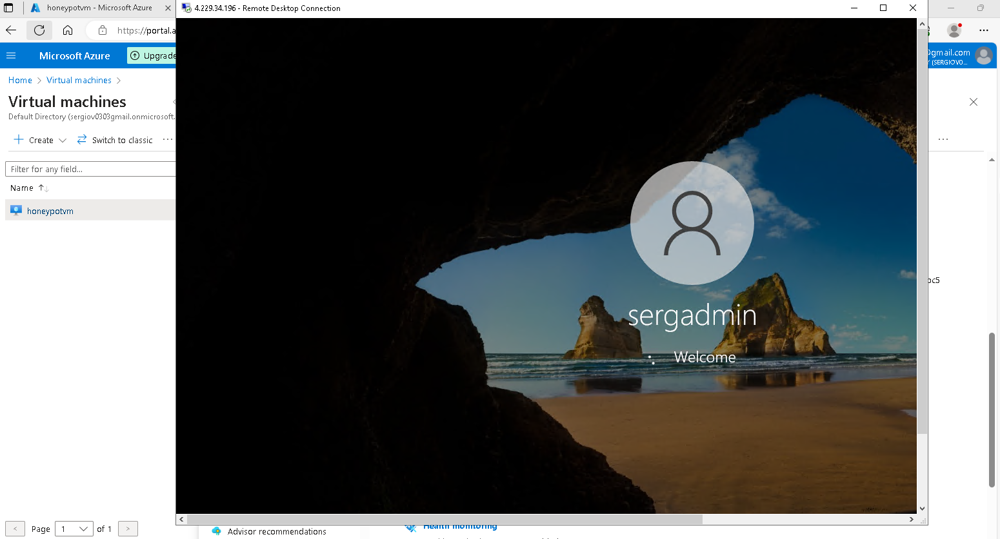 honeypotvm - Microsoft Azure
4.229.34.196 - Remote Desktop Connection
https://portal.a
Microsoft Azure
Upgrade
@gmail.com
(SERGIOV0...
Home > Virtual machines >
Virtual machines
Default Directory (sergiov0303gmail.onmicrosoft.
Create
Switch to classic
...
Filter for any field...
Name
honeypotvm
oc5
sergadmin
Welcome
< Page 1 of 1 >
Health monitoring
Advisor recommendations